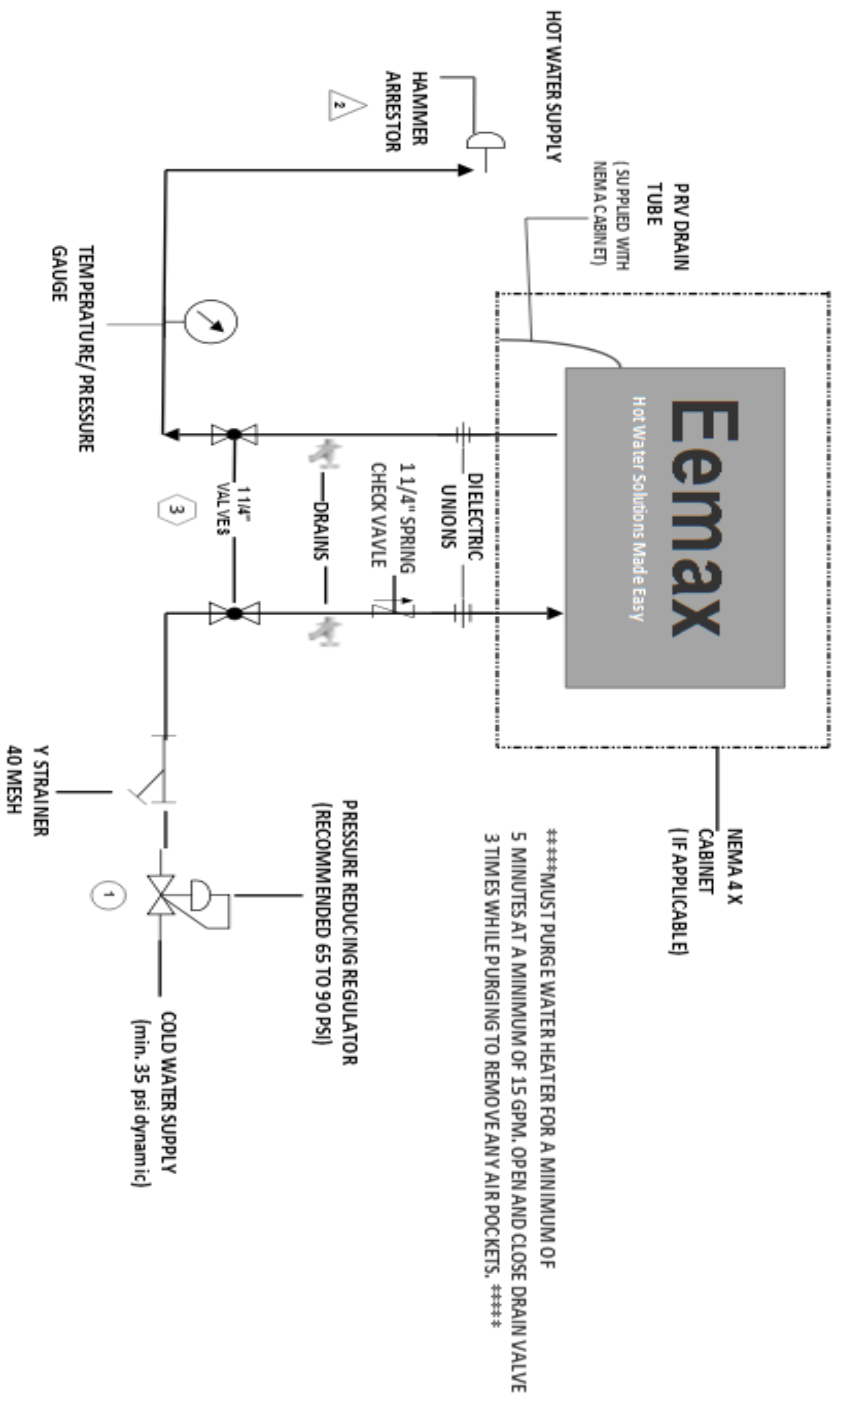 Eemax
Hot Water Solutions Made Easy
NEMA 4 X
CABINET
( IF APPLICABLE)
PRV DRAIN
TUBE
( SUPPLIED WITH
NEMA CABINET)
HOT WATER SUPPLY
HAMMER
ARRESTOR
2
DIELECTRIC
UNIONS
1 1/4" SPRING
CHECK VAVLE
DRAINS
1 1/4"
VALVES
3
TEMPERATURE/ PRESSURE
GAUGE
*****MUST PURGE WATER HEATER FOR A MINIMUM OF
5 MINUTES AT A MINIMUM OF 15 GPM. OPEN AND CLOSE DRAIN VALVE
3 TIMES WHILE PURGING TO REMOVE ANY AIR POCKETS. *****
PRESSURE REDUCING REGULATOR
(RECOMMENDED 65 TO 90 PSI)
1
COLD WATER SUPPLY
(min. 35 psi dynamic)
Y STRAINER
40 MESH